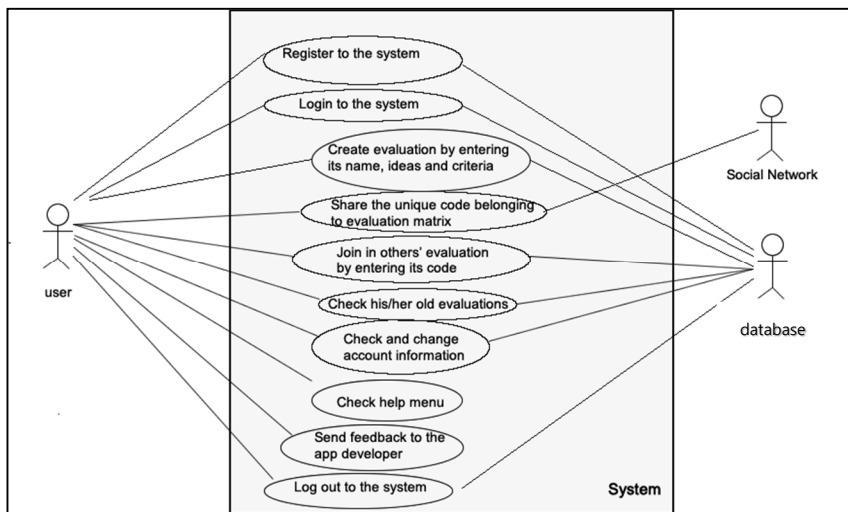 Register to the system
Login to the system
Create evaluation by entering
its name, ideas and criteria
Social Network
Share the unique code belonging
to evaluation matrix
Join in others' evaluation
by entering its code
user
Check his/her old evaluations
database
Check and change
account information
Check help menu
Send feedback to the
app developer
Log out to the system
System